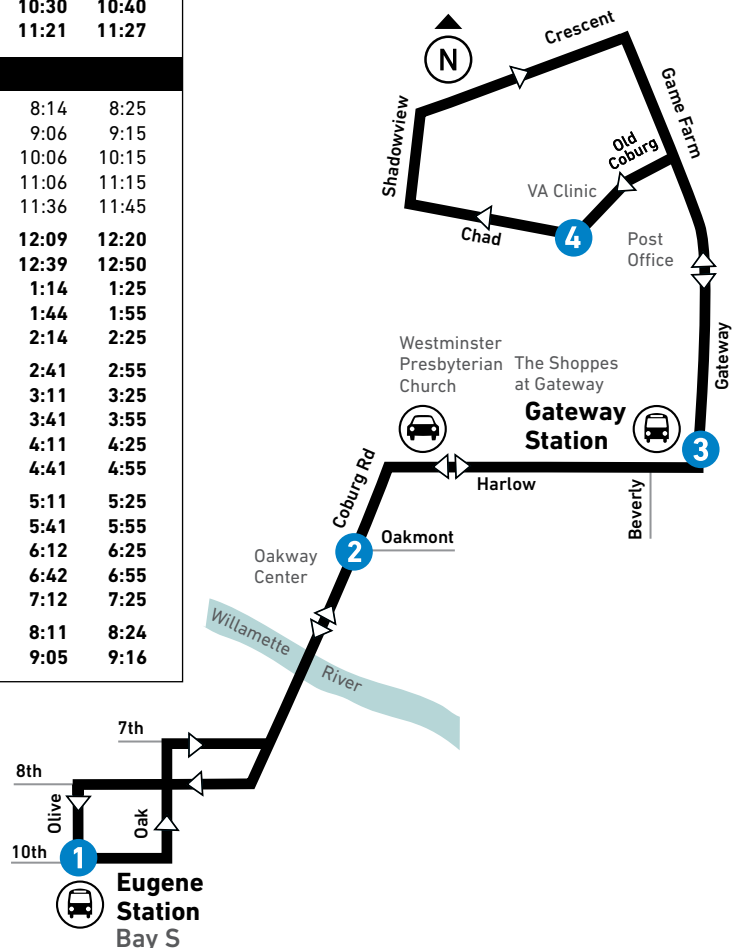 10:30 10:40
11:21 11:27
8:14 8:25
9:06 9:15
10:06 10:15
11:06 11:15
11:36 11:45
12:09 12:20
12:39 12:50
1:14 1:25
1:44 1:55
2:14 2:25
2:41 2:55
3:11 3:25
3:41 3:55
4:11 4:25
4:41 4:55
5:11 5:25
5:41 5:55
6:12 6:25
6:42 6:55
7:12 7:25
8:11 8:24
9:05 9:16
N
Crescent
Game Farm
Shadowview
Old
Coburg
VA Clinic
4
Chad
Post
Office
Gateway
Westminster
Presbyterian
Church
The Shoppes
at Gateway
Gateway
Station
3
Harlow
Beverly
Coburg Rd
2
Oakmont
Oakway
Center
Willamette
River
7th
8th
Olive
Oak
10th
1
Eugene
Station
Bay S